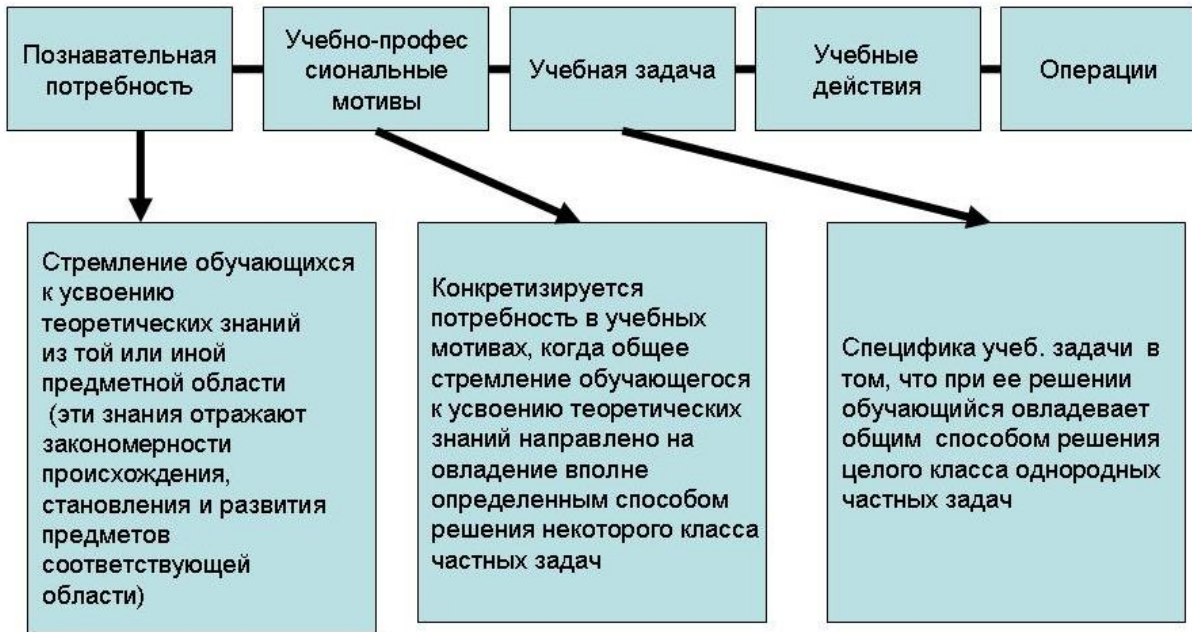 Познавательная
потребность
Учебно-профес
сиональные
мотивы
Учебная задача
Учебные
действия
Операции
Стремление обучающихся
к усвоению
теоретических знаний
из той или иной
предметной области
(эти знания отражают
закономерности
происхождения,
становления и развития
предметов
соответствующей
области)
Конкретизируется
потребность в учебных
мотивах, когда общее
стремление обучающегося
к усвоению теоретических
знаний направлено на
овладение вполне
определенным способом
решения некоторого класса
частных задач
Специфика учеб. задачи в
том, что при ее решении
обучающийся овладевает
общим способом решения
целого класса однородных
частных задач